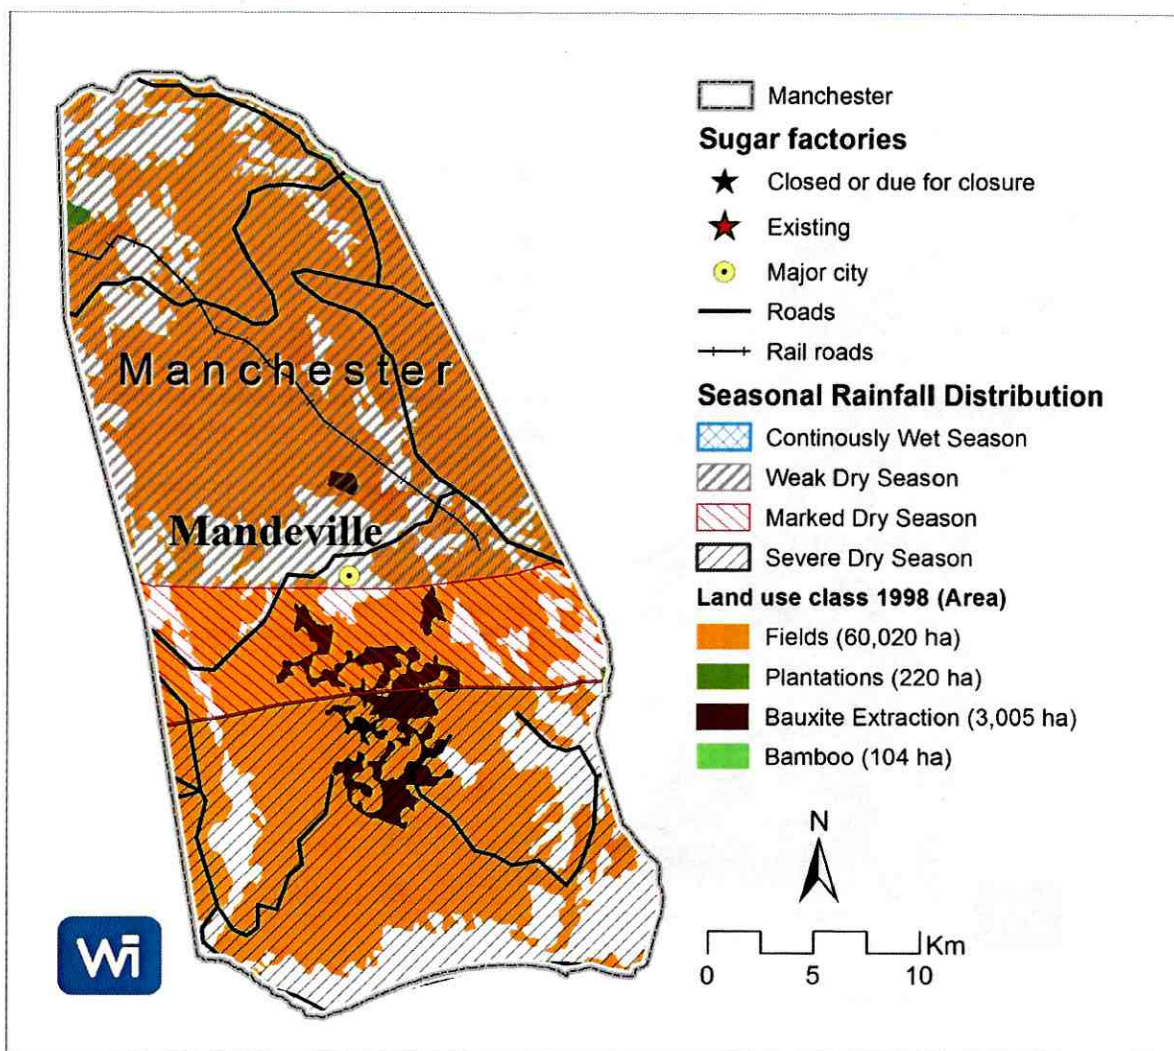 Manchester
Mandeville
Manchester
Sugar factories
Closed or due for closure
Existing
Major city
Roads
Rail roads
Seasonal Rainfall Distribution
Continously Wet Season
Weak Dry Season
Marked Dry Season
Severe Dry Season
Land use class 1998 (Area)
Fields (60,020 ha)
Plantations (220 ha)
Bauxite Extraction (3,005 ha)
Bamboo (104 ha)
N
Km
0 5 10
Wi